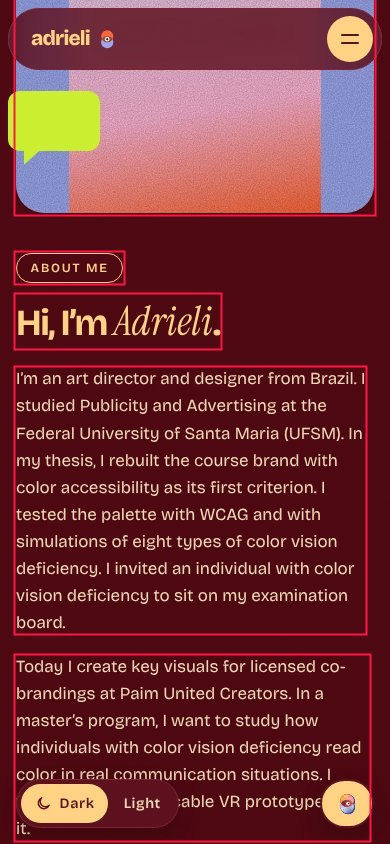 adrieli
ABOUT ME
Hi, I’m Adrieli.
I’m an art director and designer from Brazil. I
studied Publicity and Advertising at the
Federal University of Santa Maria (UFSM). In
my thesis, I rebuilt the course brand with
color accessibility as its first criterion. I
tested the palette with WCAG and with
simulations of eight types of color vision
deficiency. I invited an individual with color
vision deficiency to sit on my examination
board.
Today I create key visuals for licensed co-
brandings at Paim United Creators. In a
master’s program, I want to study how
individuals with color vision deficiency read
color in real communication situations. I
cable VR prototype
it.
Dark Light